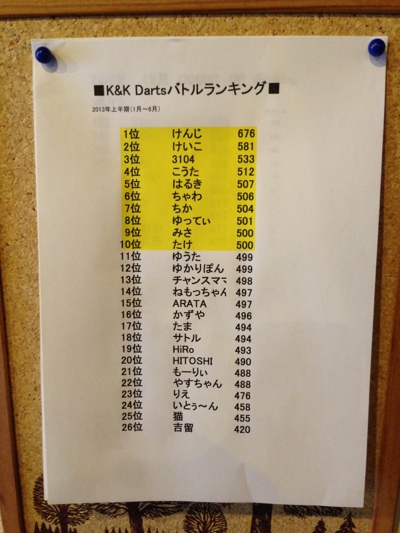 ■K&K Dartsバトルランキング■
2013年上半期(1月～6月)
1位 けんじ 676
2位 けいこ 581
3位 3104 533
4位 こうた 512
5位 はるき 507
6位 ちゃわ 506
7位 ちか 504
8位 ゆってぃ 501
9位 みさ 500
10位 たけ 500
11位 ゆうた 499
12位 ゆかりぽん 499
13位 チャンスママ 498
14位 ねもっちゃん 497
15位 ARATA 497
16位 かずや 496
17位 たま 494
18位 サトル 494
19位 HiRo 493
20位 HITOSHI 490
21位 もーりぃ 488
22位 やすちゃん 488
23位 りえ 476
24位 いとぅ～ん 458
25位 猫 455
26位 吉留 420